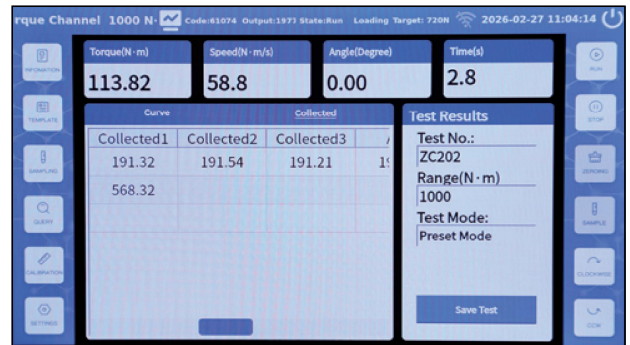 rque Channel 1000 N· Code:61074 Output:1973 State:Run Loading Target: 720N 2026-02-27 11:04:14
Torque(N·m) Speed(N·m/s) Angle(Degree) Time(s)
113.82 58.8 0.00 2.8
INFOMATION
TEMPLATE
SAMPLING
QUERY
CALIBRATION
SETTINGS
Curve Collected
Collected1 Collected2 Collected3
191.32 191.54 191.21 19
568.32
Test Results
Test No.:
ZC202
Range(N·m)
1000
Test Mode:
Preset Mode
Save Test
RUN
STOP
ZEROING
SAMPLE
CLOCKWISE
CCW